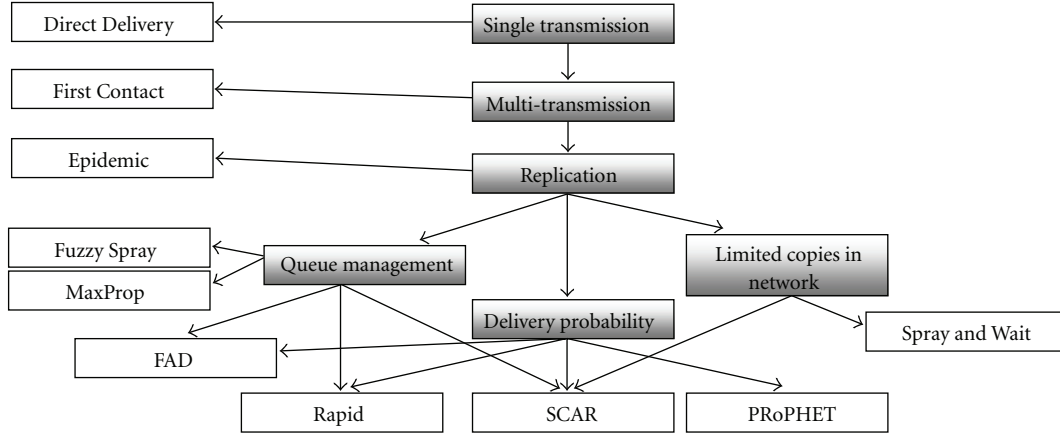 Direct Delivery
Single transmission
First Contact
Multi-transmission
Epidemic
Replication
Fuzzy Spray
Queue management
Limited copies in
network
MaxProp
Delivery probability
Spray and Wait
FAD
Rapid
SCAR
PRoPHET